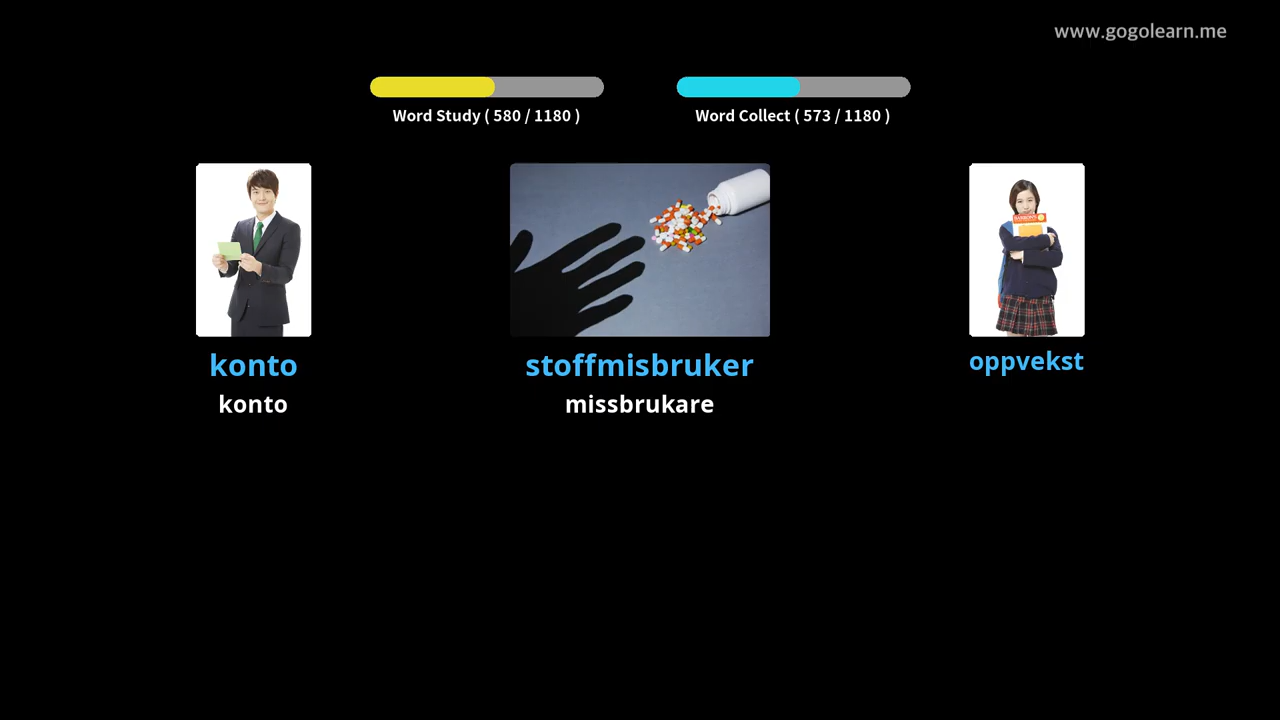 www.gogolearn.me
Word Study ( 580 / 1180 )
Word Collect ( 573 / 1180 )
konto
konto
stoffmisbruker
missbrukare
oppvekst